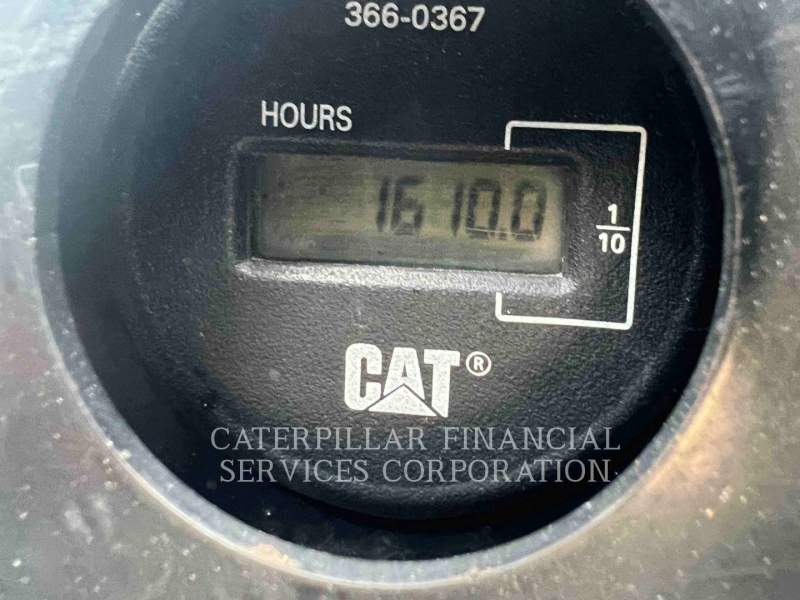 366-0367
HOURS
1610.0
1
10
CAT®
CATERPILLAR FINANCIAL
SERVICES CORPORATION